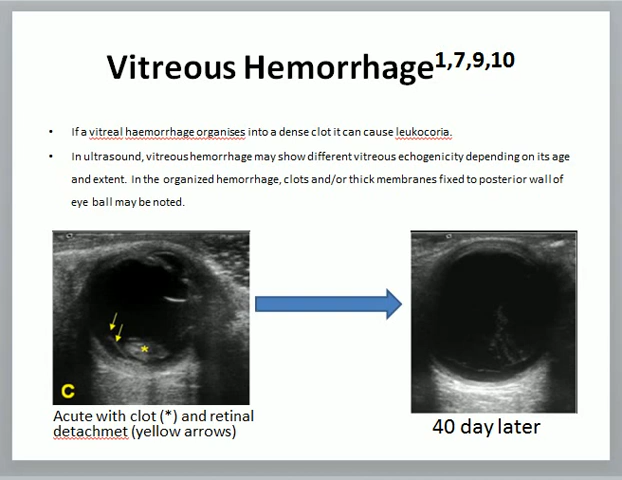 Vitreous Hemorrhage1,7,9,10
• If a vitreal haemorrhage organises into a dense clot it can cause leukocoria.
• In ultrasound, vitreous hemorrhage may show different vitreous echogenicity depending on its age
and extent. In the organized hemorrhage, clots and/or thick membranes fixed to posterior wall of
eye ball may be noted.
*
C
Acute with clot (*) and retinal
detachmet (yellow arrows)
40 day later